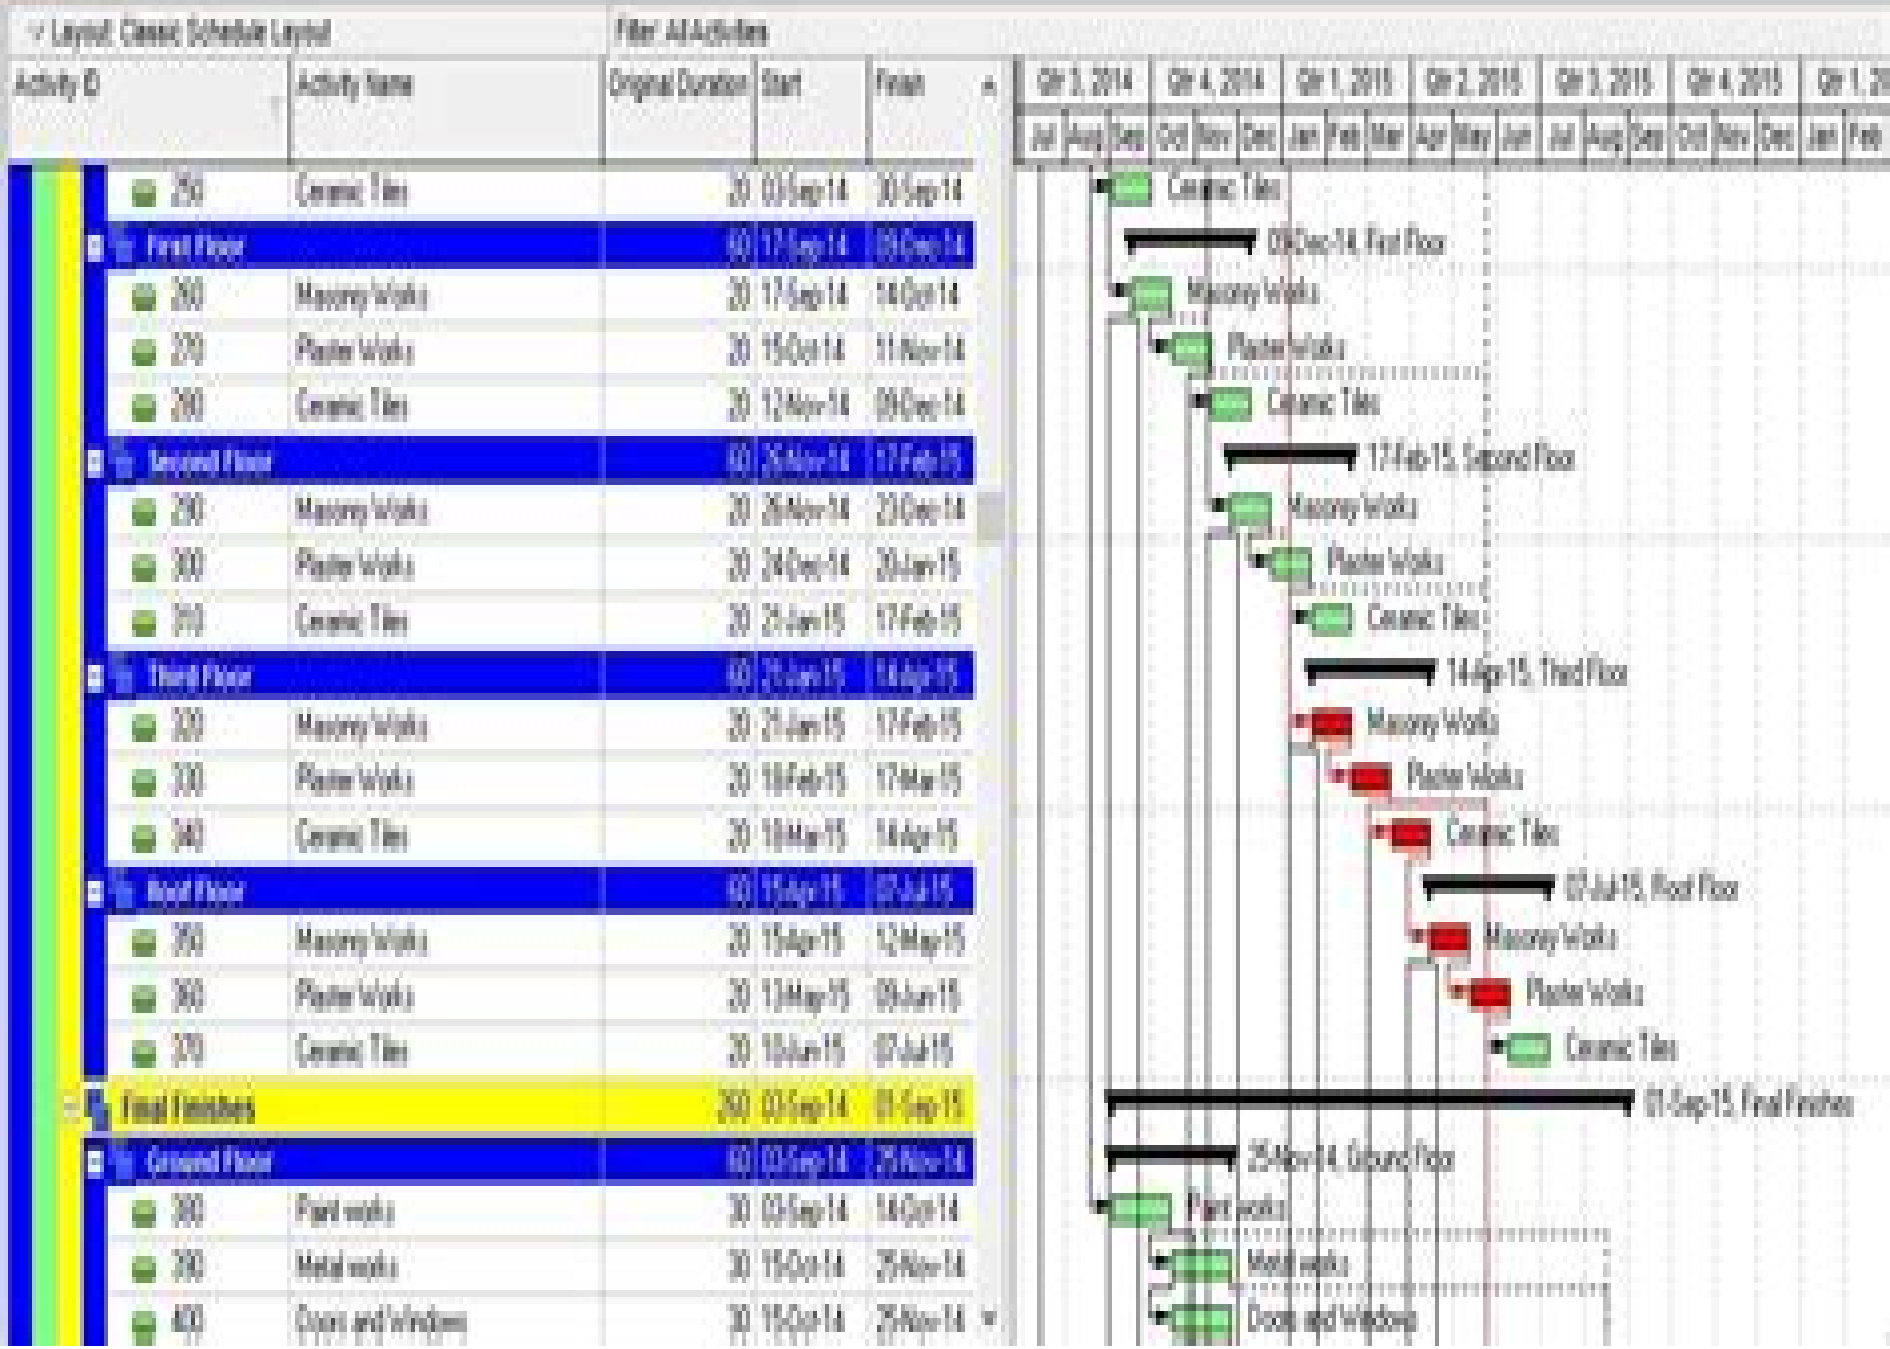 Layout: Classic Schedule Layout Filter: All Activities
Activity ID Activity Name Original Duration Start Finish Qtr 3, 2014 Qtr 4, 2014 Qtr 1, 2015 Qtr 2, 2015 Qtr 3, 2015 Qtr 4, 2015 Qtr 1, 20
Jul Aug Sep Oct Nov Dec Jan Feb Mar Apr May Jun Jul Aug Sep Oct Nov Dec Jan Feb
250 Ceramic Tiles 20 03-Sep-14 30-Sep-14 Ceramic Tiles
First Floor 60 17-Sep-14 09-Dec-14 09-Dec-14, First Floor
260 Masonry Works 20 17-Sep-14 14-Oct-14 Masonry Works
270 Plaster Works 20 15-Oct-14 11-Nov-14 Plaster Works
280 Ceramic Tiles 20 12-Nov-14 09-Dec-14 Ceramic Tiles
Second Floor 60 26-Nov-14 17-Feb-15 17-Feb-15, Second Floor
290 Masonry Works 20 26-Nov-14 23-Dec-14 Masonry Works
300 Plaster Works 20 24-Dec-14 20-Jan-15 Plaster Works
310 Ceramic Tiles 20 21-Jan-15 17-Feb-15 Ceramic Tiles
Third Floor 60 21-Jan-15 14-Apr-15 14-Apr-15, Third Floor
320 Masonry Works 20 21-Jan-15 17-Feb-15 Masonry Works
330 Plaster Works 20 18-Feb-15 17-Mar-15 Plaster Works
340 Ceramic Tiles 20 18-Mar-15 14-Apr-15 Ceramic Tiles
Roof Floor 60 15-Apr-15 07-Jul-15 07-Jul-15, Roof Floor
350 Masonry Works 20 15-Apr-15 12-May-15 Masonry Works
360 Plaster Works 20 13-May-15 09-Jun-15 Plaster Works
370 Ceramic Tiles 20 10-Jun-15 07-Jul-15 Ceramic Tiles
Final Finishes 260 03-Sep-14 01-Sep-15 01-Sep-15, Final Finishes
Ground Floor 60 03-Sep-14 25-Nov-14 25-Nov-14, Ground Floor
380 Paint works 30 03-Sep-14 14-Oct-14 Paint works
390 Metal works 30 15-Oct-14 25-Nov-14 Metal works
400 Doors and Windows 30 15-Oct-14 25-Nov-14 Doors and Windows